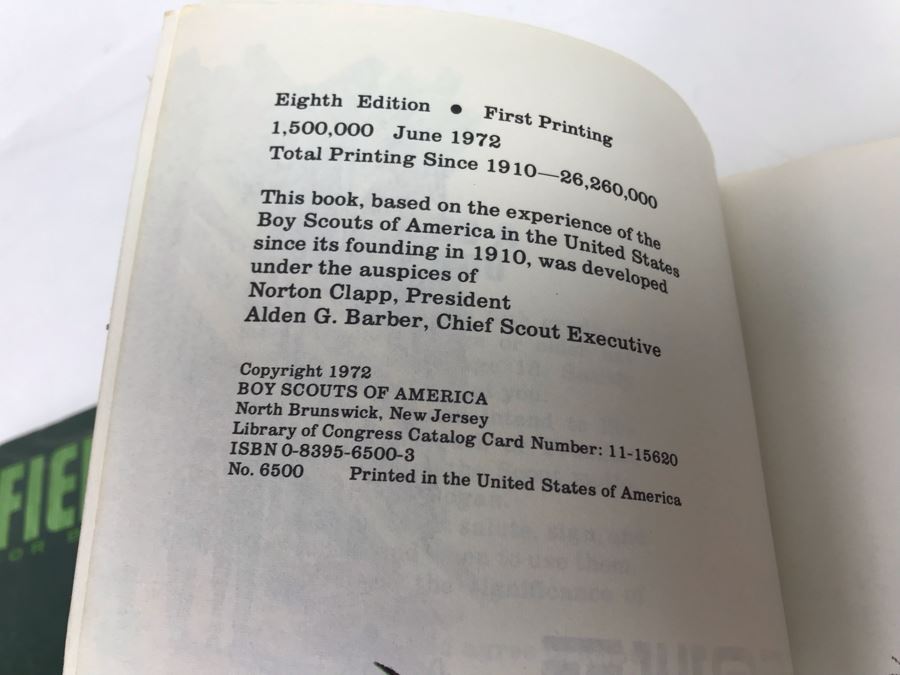 Eighth Edition ● First Printing
1,500,000 June 1972
Total Printing Since 1910—26,260,000
This book, based on the experience of the
Boy Scouts of America in the United States
since its founding in 1910, was developed
under the auspices of
Norton Clapp, President
Alden G. Barber, Chief Scout Executive
Copyright 1972
BOY SCOUTS OF AMERICA
North Brunswick, New Jersey
Library of Congress Catalog Card Number: 11-15620
ISBN 0-8395-6500-3
No. 6500 Printed in the United States of America
FIE
OR